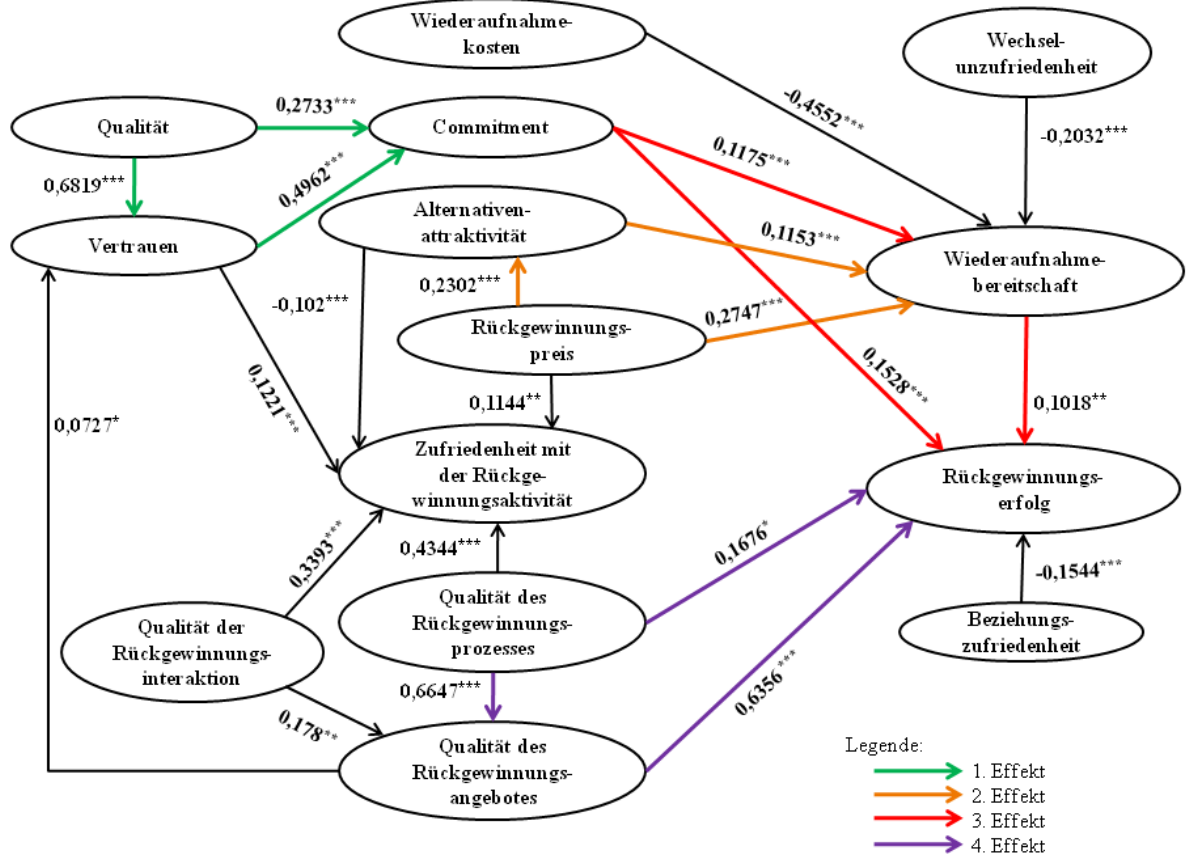 Wiederaufnahme-
kosten
Wechsel-
unzufriedenheit
Qualität
0,2733***
Commitment
-0,4552***
-0,2032***
0,6819***
0,4962***
0,1175***
Vertrauen
Alternativen-
attraktivität
0,1153***
Wiederaufnahme-
bereitschaft
-0,102***
0,2302***
0,2747***
Rückgewinnungs-
preis
0,1221***
0,1144**
0,1528***
0,1018**
0,0727*
Zufriedenheit mit
der Rückge-
winnungsaktivität
Rückgewinnungs-
erfolg
0,3393***
0,4344***
0,1676*
-0,1544***
Qualität der
Rückgewinnungs-
interaktion
Qualität des
Rückgewinnungs-
prozesses
Beziehungs-
zufriedenheit
0,6647***
0,6356***
0,178**
Qualität des
Rückgewinnungs-
angebotes
Legende:
1. Effekt
2. Effekt
3. Effekt
4. Effekt